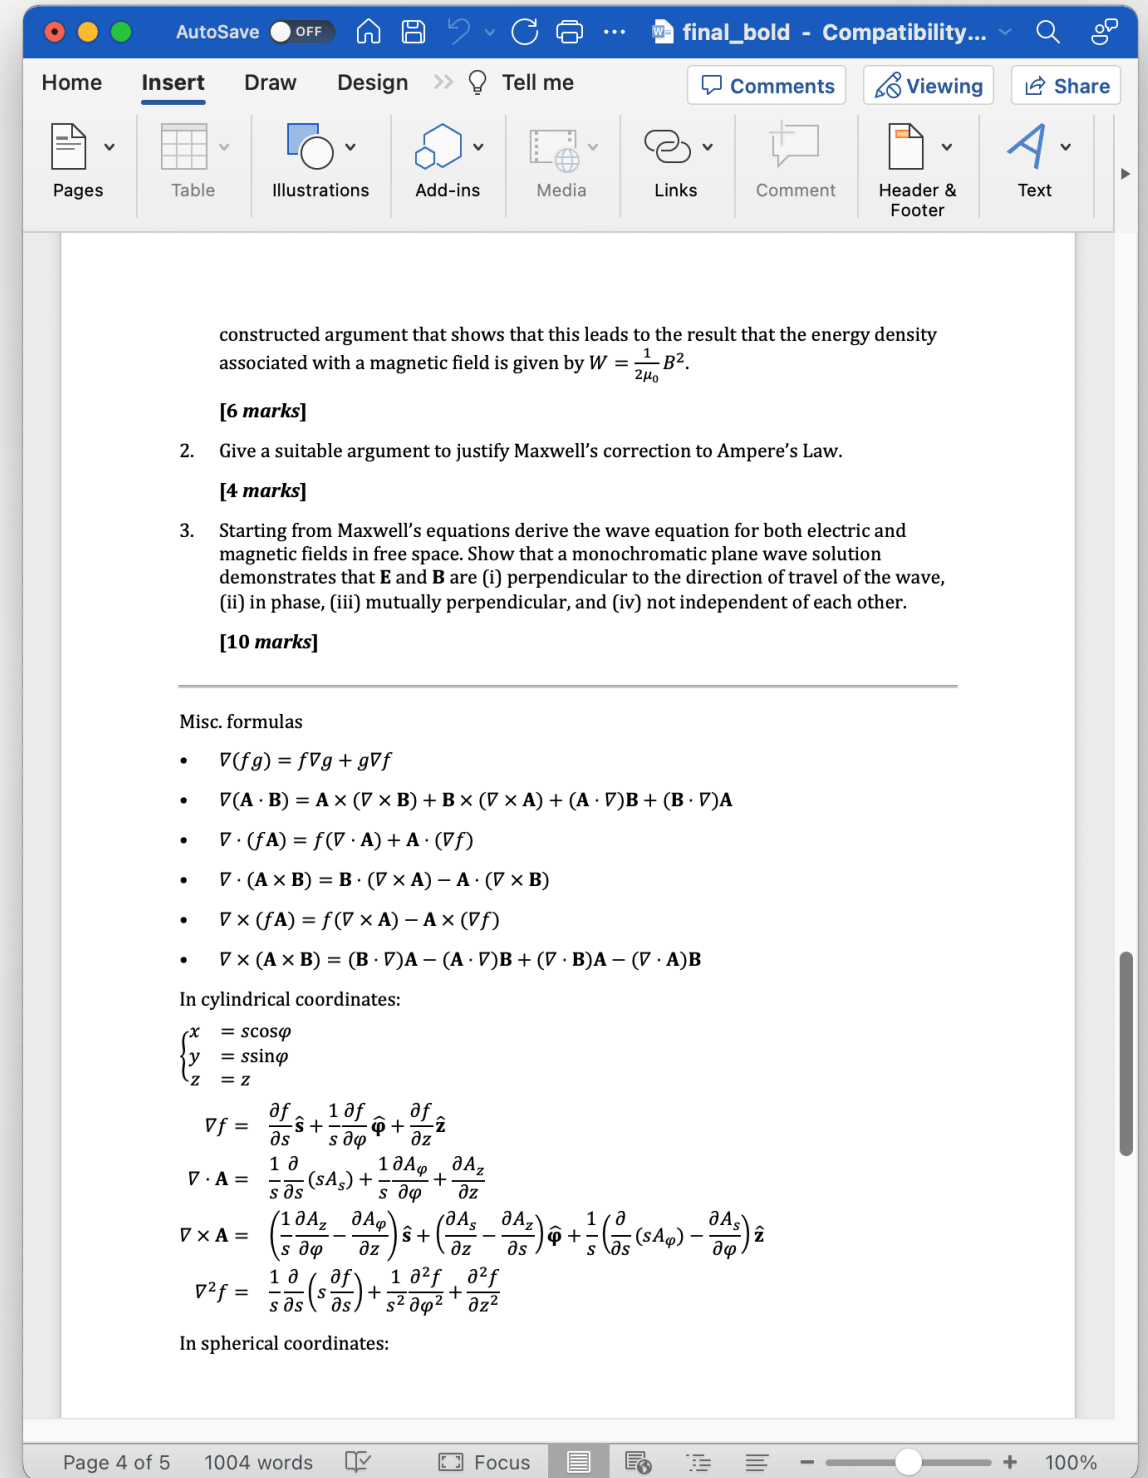 AutoSave OFF final_bold - Compatibility...
Home Insert Draw Design >> Tell me Comments Viewing Share
Pages Table Illustrations Add-ins Media Links Comment Header & Footer Text
constructed argument that shows that this leads to the result that the energy density
associated with a magnetic field is given by W = 1/2μ₀ B².
[6 marks]
2. Give a suitable argument to justify Maxwell’s correction to Ampere’s Law.
[4 marks]
3. Starting from Maxwell’s equations derive the wave equation for both electric and
magnetic fields in free space. Show that a monochromatic plane wave solution
demonstrates that E and B are (i) perpendicular to the direction of travel of the wave,
(ii) in phase, (iii) mutually perpendicular, and (iv) not independent of each other.
[10 marks]
Misc. formulas
• ∇(fg) = f∇g + g∇f
• ∇(A · B) = A × (∇ × B) + B × (∇ × A) + (A · ∇)B + (B · ∇)A
• ∇ · (fA) = f(∇ · A) + A · (∇f)
• ∇ · (A × B) = B · (∇ × A) − A · (∇ × B)
• ∇ × (fA) = f(∇ × A) − A × (∇f)
• ∇ × (A × B) = (B · ∇)A − (A · ∇)B + (∇ · B)A − (∇ · A)B
In cylindrical coordinates:
{x = scosφ
y = ssinφ
z = z
∇f = ∂f/∂s ŝ + 1/s ∂f/∂φ φ̂ + ∂f/∂z ẑ
∇ · A = 1/s ∂/∂s (sAₛ) + 1/s ∂Aφ/∂φ + ∂A_z/∂z
∇ × A = (1/s ∂A_z/∂φ − ∂Aφ/∂z) ŝ + (∂Aₛ/∂z − ∂A_z/∂s) φ̂ + 1/s (∂/∂s (sAφ) − ∂Aₛ/∂φ) ẑ
∇²f = 1/s ∂/∂s (s ∂f/∂s) + 1/s² ∂²f/∂φ² + ∂²f/∂z²
In spherical coordinates:
Page 4 of 5 1004 words Focus − + 100%